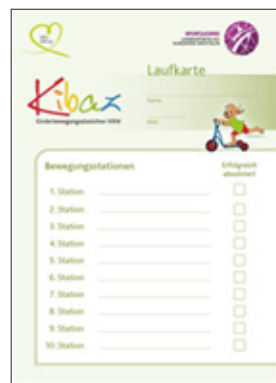 SPORTJUGEND
Laufkarte
Name
Alter
Kibaz
Kinderbewegungsabzeichen NRW
Bewegungsstationen
Erfolgreich
absolviert
1. Station
2. Station
3. Station
4. Station
5. Station
6. Station
7. Station
8. Station
9. Station
10. Station